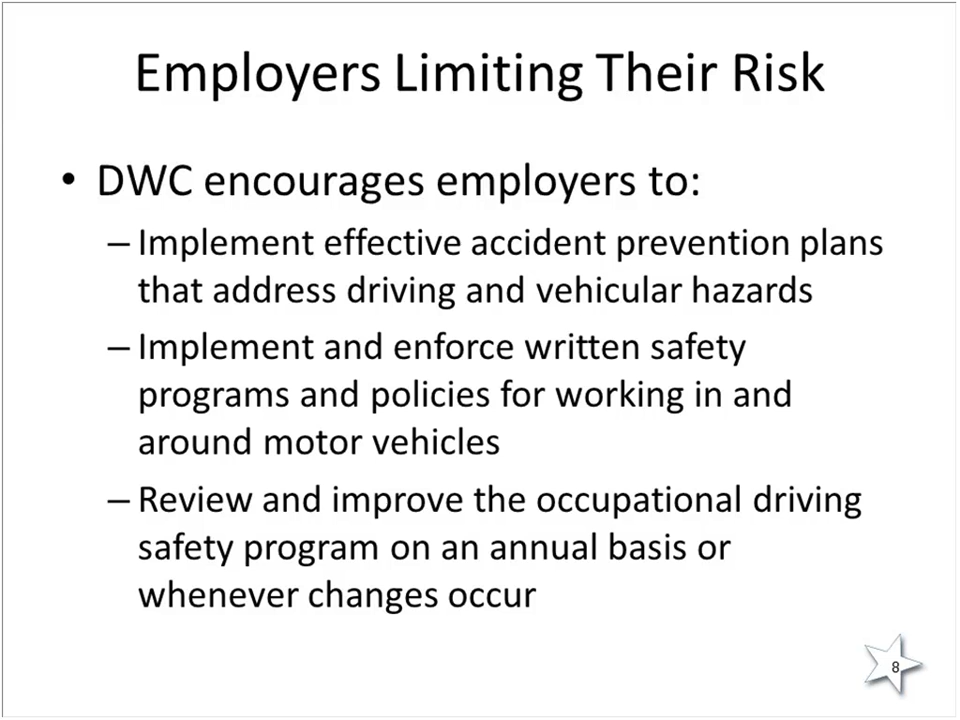 Employers Limiting Their Risk
• DWC encourages employers to:
– Implement effective accident prevention plans
that address driving and vehicular hazards
– Implement and enforce written safety
programs and policies for working in and
around motor vehicles
– Review and improve the occupational driving
safety program on an annual basis or
whenever changes occur
8